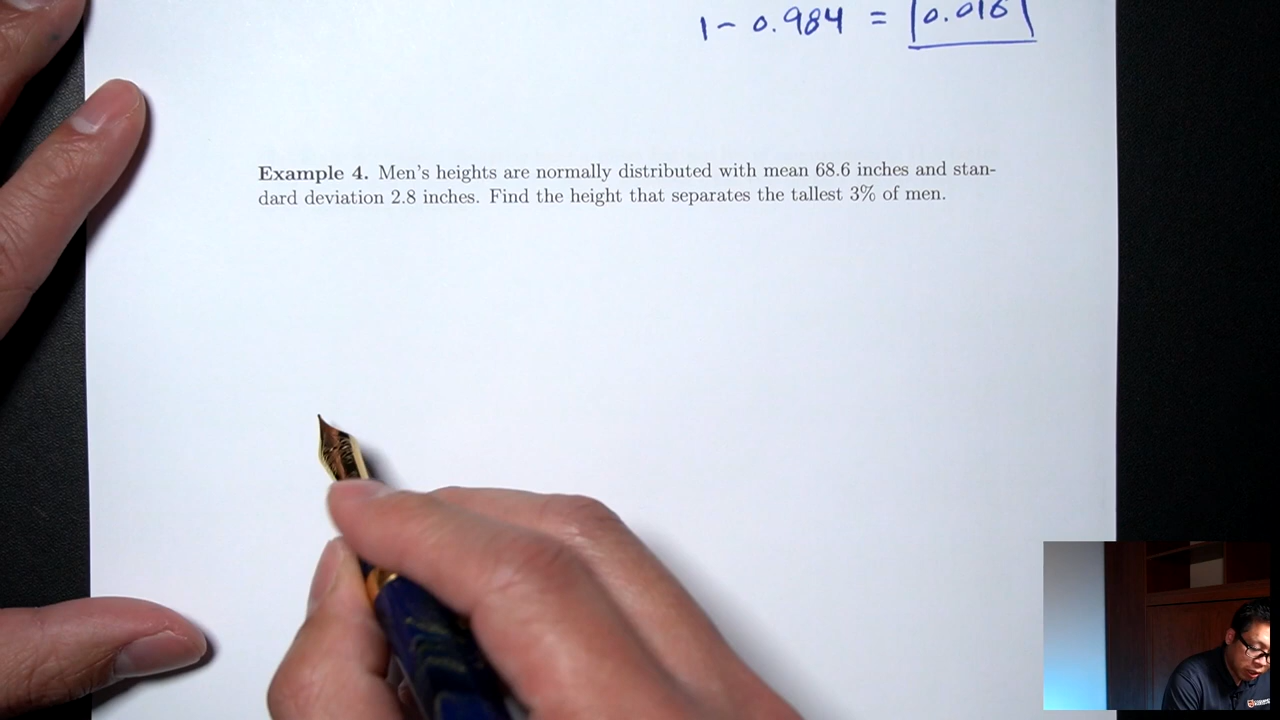 1 - 0.984 = 0.016
Example 4. Men's heights are normally distributed with mean 68.6 inches and stan-
dard deviation 2.8 inches. Find the height that separates the tallest 3% of men.